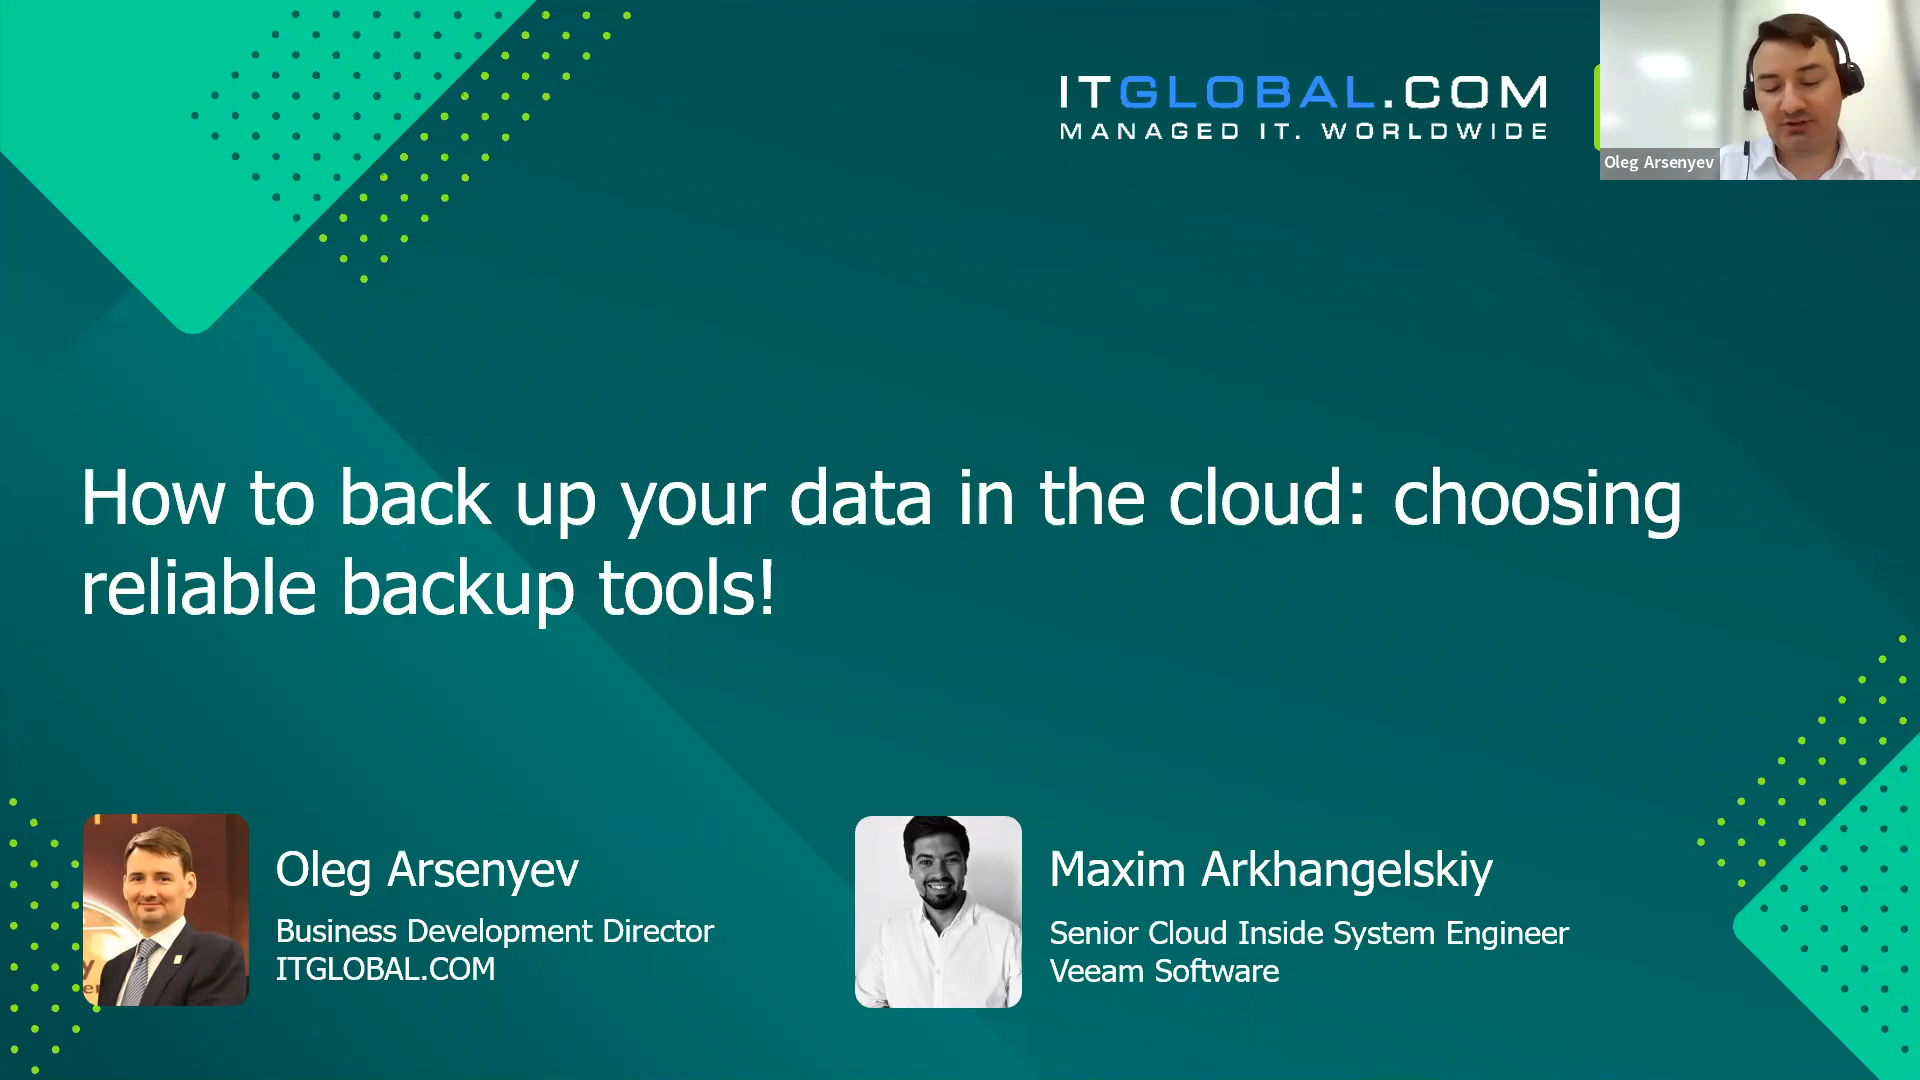 ITGLOBAL.COM
MANAGED IT. WORLDWIDE
Oleg Arsenyev
How to back up your data in the cloud: choosing
reliable backup tools!
Oleg Arsenyev
Business Development Director
ITGLOBAL.COM
Maxim Arkhangelskiy
Senior Cloud Inside System Engineer
Veeam Software